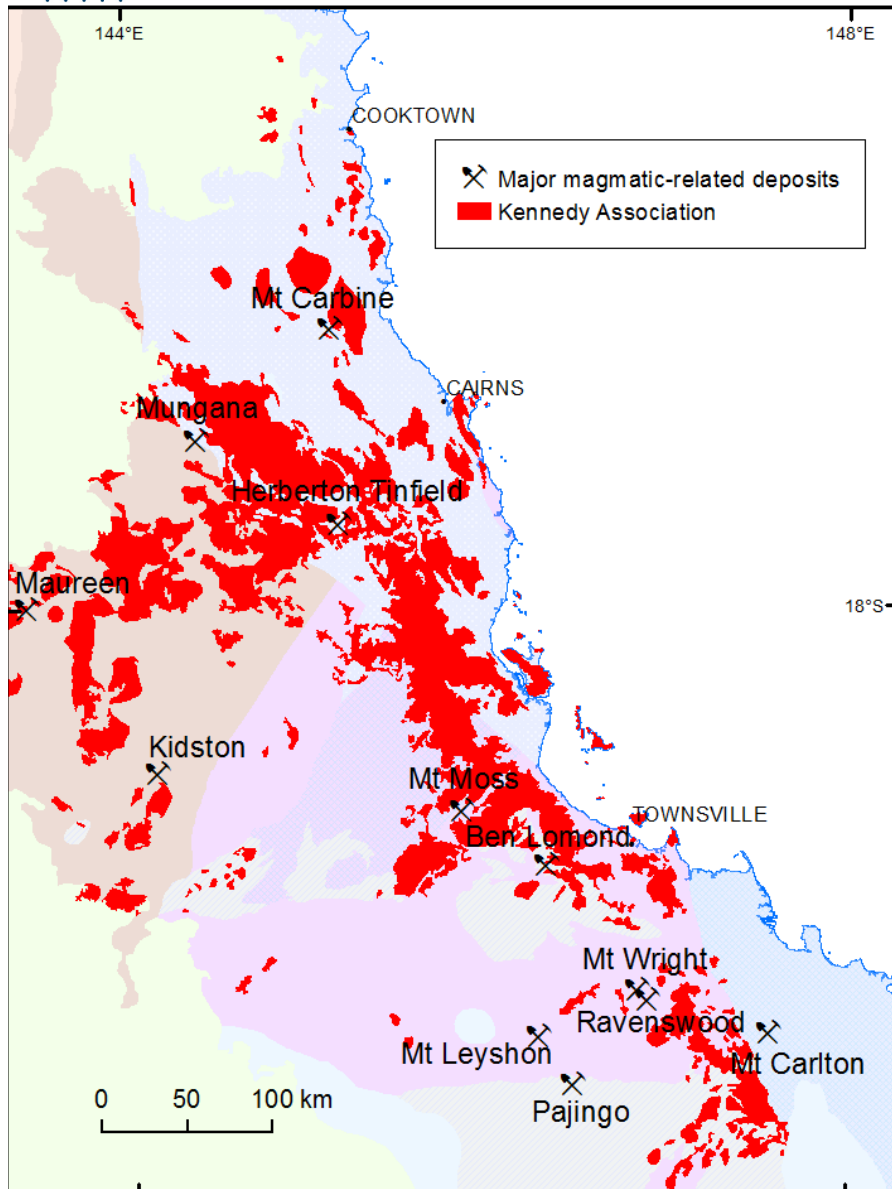 144°E
148°E
COOKTOWN
Major magmatic-related deposits
Kennedy Association
Mt Carbine
CAIRNS
Mungana
Herberton Tinfield
Maureen
18°S
Kidston
Mt Moss
TOWNSVILLE
Ben Lomond
Mt Wright
Ravenswood
Mt Leyshon
Mt Carlton
Pajingo
0 50 100 km